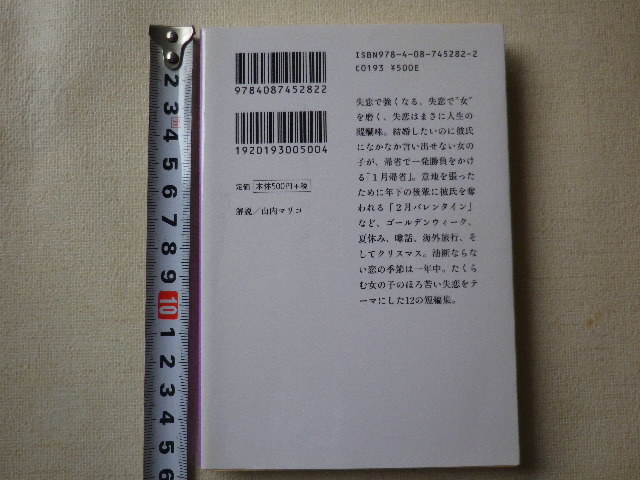 ISBN978-4-08-745282-2
C0193 ¥500E
9784087452822
1920193005004
定価 本体500円+税
解説/山内マリコ
失恋で強くなる。失恋で"女"
を磨く。失恋はまさに人生の
醍醐味。結婚したいのに彼氏
になかなか言い出せない女の
子が、帰省で一発勝負をかけ
る「1月帰省」。意地を張った
ために年下の後輩に彼氏を奪
われる「2月バレンタイン」
など、ゴールデンウィーク、
夏休み、噂話、海外旅行、そ
してクリスマス。油断ならな
い恋の季節は一年中。たくら
む女の子のほろ苦い失恋をテ
ーマにした12の短編集。
2
3
4
5
6
7
8
9
10
1
2
3
4
5